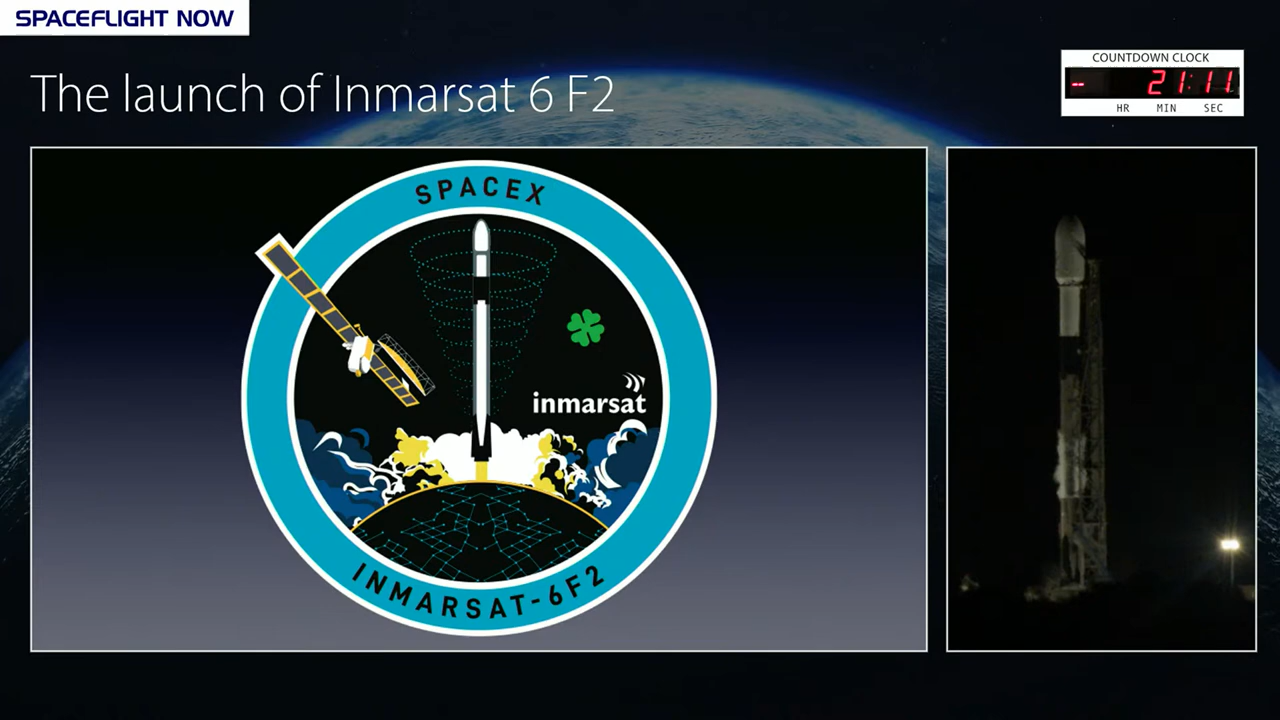 SPACEFLIGHT NOW
The launch of Inmarsat 6 F2
COUNTDOWN CLOCK
- 21:11
HR MIN SEC
SPACEX
inmarsat
INMARSAT-6F2